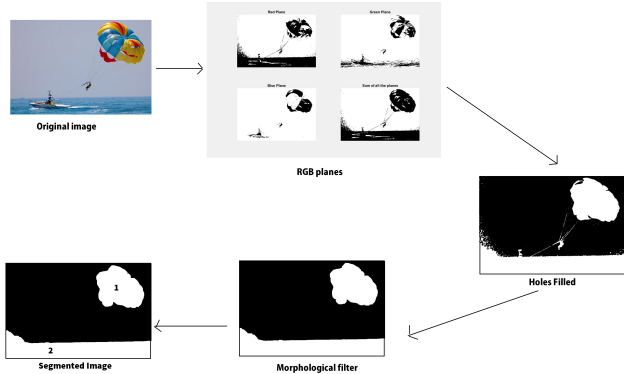 Original image
Red Plane
Green Plane
Blue Plane
Sum of all the planes
RGB planes
Holes Filled
Morphological filter
1
2
Segmented Image